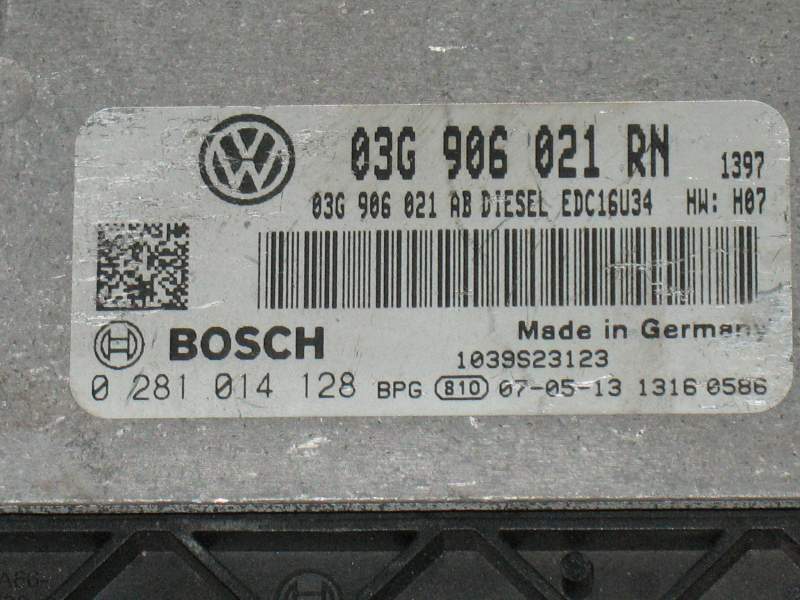 03G 906 021 RN 1397
03G 906 021 AB DIESEL EDC16U34 HW: H07
Made in Germany
BOSCH
1039S23123
0 281 014 128 BPG 810 07-05-13 1316 0586